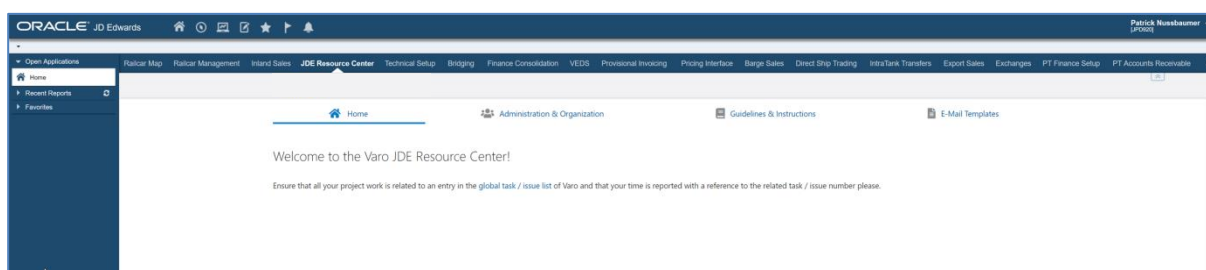 ORACLE JD Edwards
Patrick Nussbaumer
[JPD920]
Open Applications
Railcar Map Railcar Management Inland Sales JDE Resource Center Technical Setup Bridging Finance Consolidation VEDS Provisional Invoicing Pricing Interface Barge Sales Direct Ship Trading IntraTank Transfers Export Sales Exchanges PT Finance Setup PT Accounts Receivable
Home
Recent Reports
Favorites
Home Administration & Organization Guidelines & Instructions E-Mail Templates
Welcome to the Varo JDE Resource Center!
Ensure that all your project work is related to an entry in the global task / issue list of Varo and that your time is reported with a reference to the related task / issue number please.